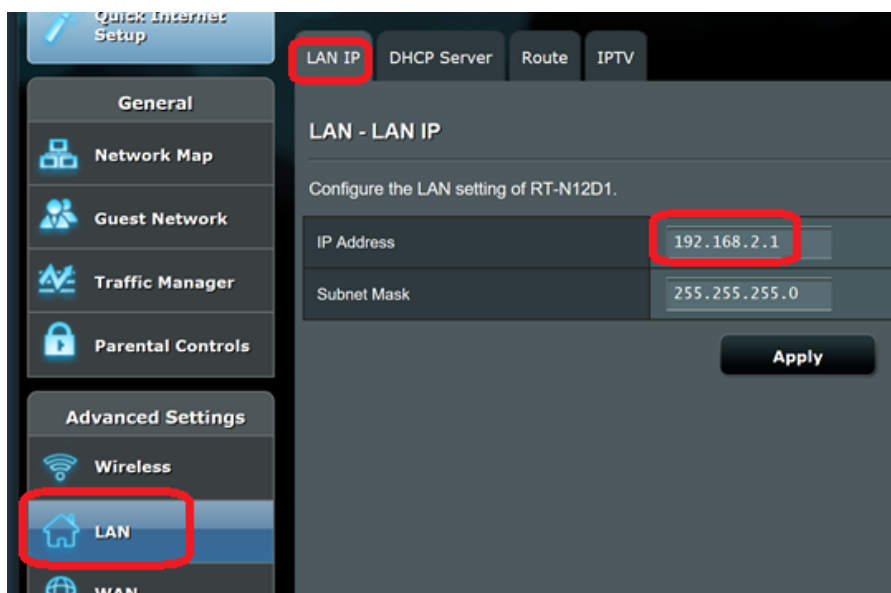 Quick Internet
Setup
LAN IP
DHCP Server
Route
IPTV
General
Network Map
Guest Network
Traffic Manager
Parental Controls
Advanced Settings
Wireless
LAN
WAN
LAN - LAN IP
Configure the LAN setting of RT-N12D1.
IP Address
192.168.2.1
Subnet Mask
255.255.255.0
Apply